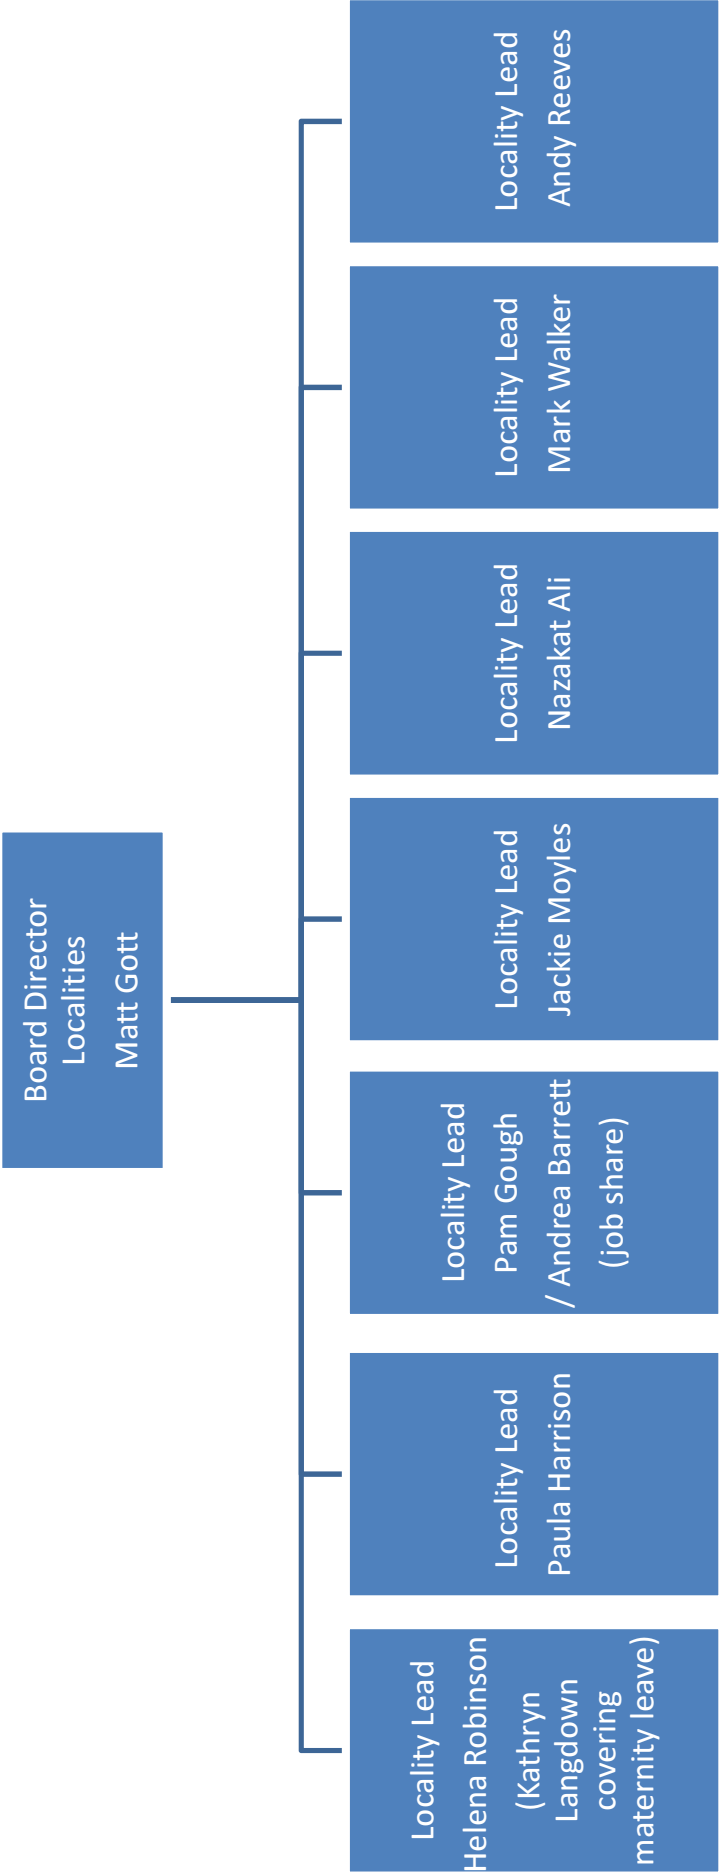 Board Director
Localities
Matt Gott
Locality Lead
Helena Robinson
(Kathryn
Langdown
covering
maternity leave)
Locality Lead
Paula Harrison
Locality Lead
Pam Gough
/ Andrea Barrett
(job share)
Locality Lead
Jackie Moyles
Locality Lead
Nazakat Ali
Locality Lead
Mark Walker
Locality Lead
Andy Reeves